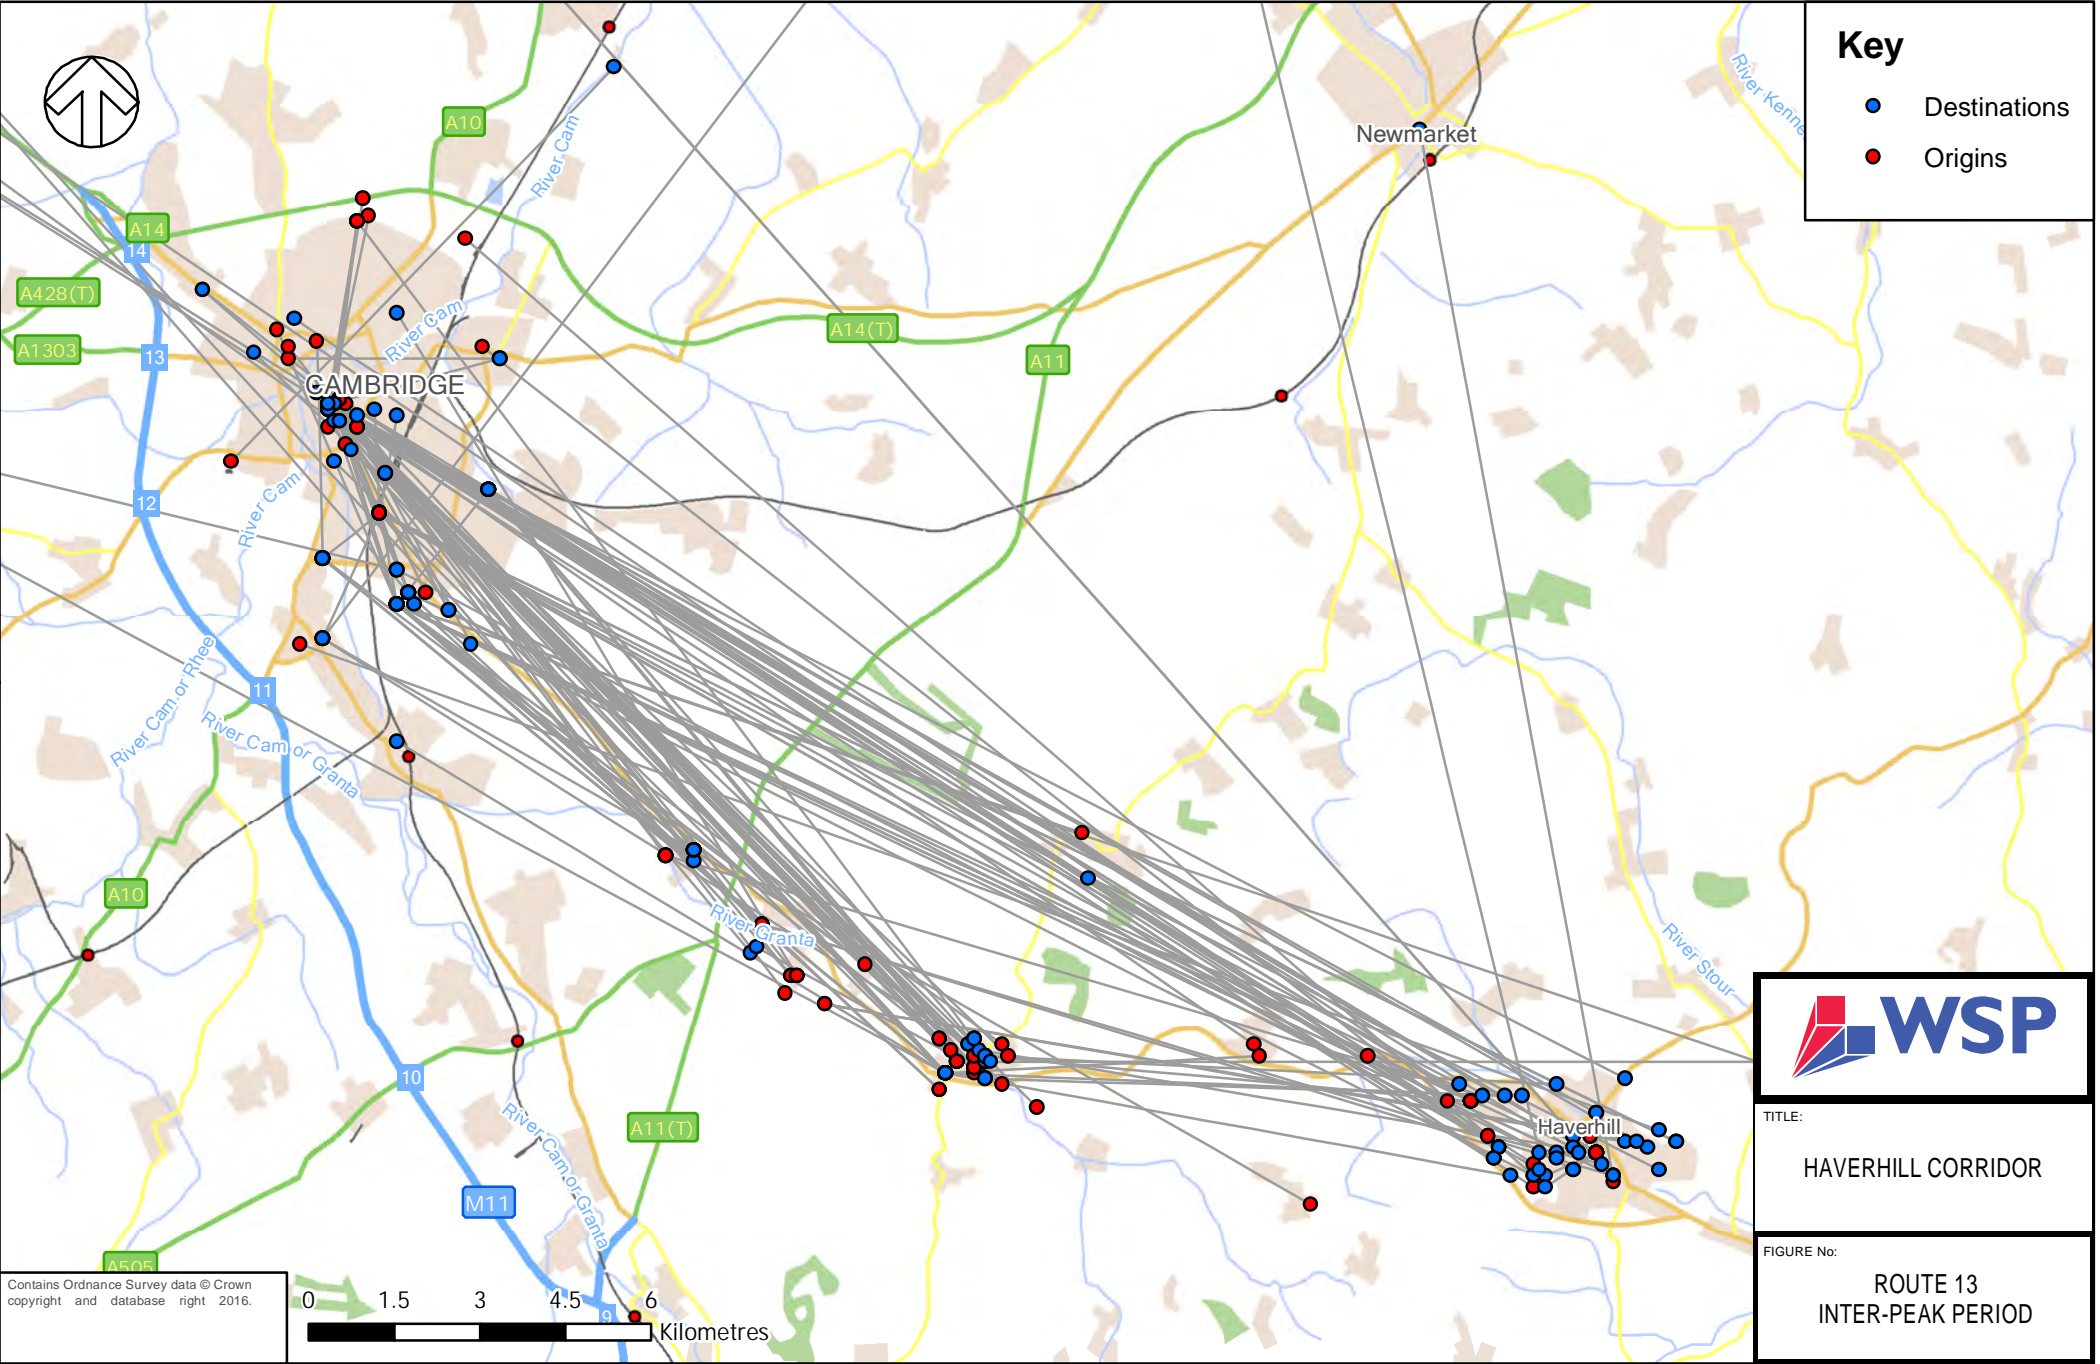 Key
Destinations
Origins
River Kenne
Newmarket
A10
River Cam
A14
14
A428(T)
A1303
13
River Cam
A14(T)
A11
CAMBRIDGE
12
River Cam
River Cam or Rhee
11
River Cam or Granta
A10
River Granta
River Stour
10
River Cam or Granta
A11(T)
M11
A505
9
Haverhill
WSP
TITLE:
HAVERHILL CORRIDOR
FIGURE No:
ROUTE 13
INTER-PEAK PERIOD
Contains Ordnance Survey data © Crown
copyright and database right 2016.
0 1.5 3 4.5 6
Kilometres